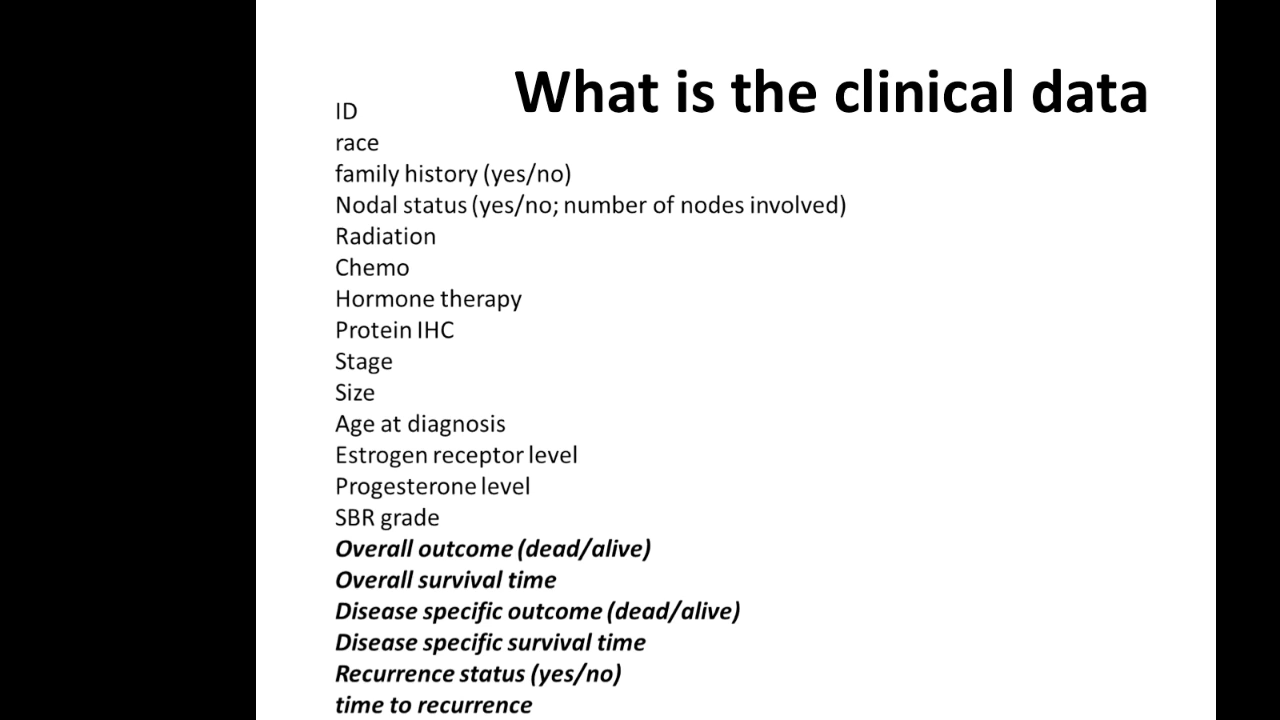 What is the clinical data
ID
race
family history (yes/no)
Nodal status (yes/no; number of nodes involved)
Radiation
Chemo
Hormone therapy
Protein IHC
Stage
Size
Age at diagnosis
Estrogen receptor level
Progesterone level
SBR grade
Overall outcome (dead/alive)
Overall survival time
Disease specific outcome (dead/alive)
Disease specific survival time
Recurrence status (yes/no)
time to recurrence